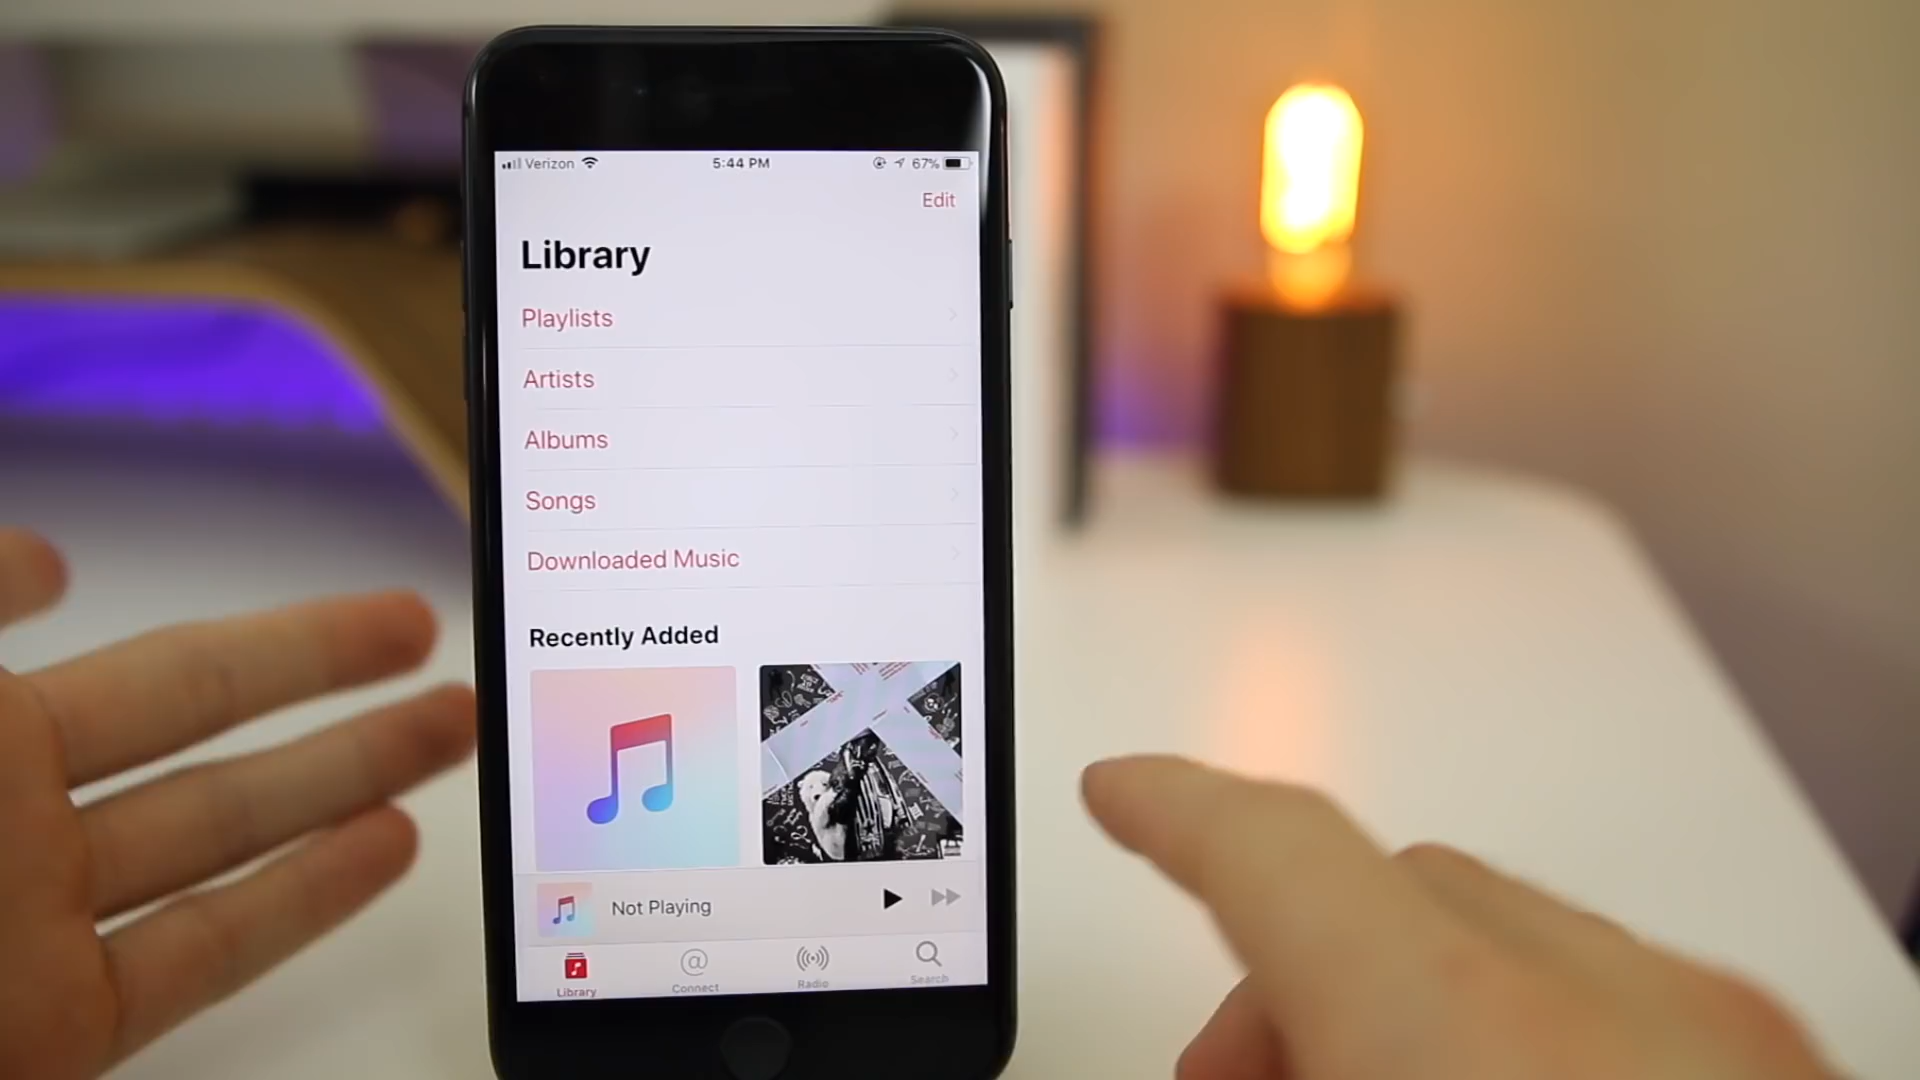 Verizon 5:44 PM 67%
Edit
Library
Playlists
Artists
Albums
Songs
Downloaded Music
Recently Added
Not Playing
Library Connect Radio Search